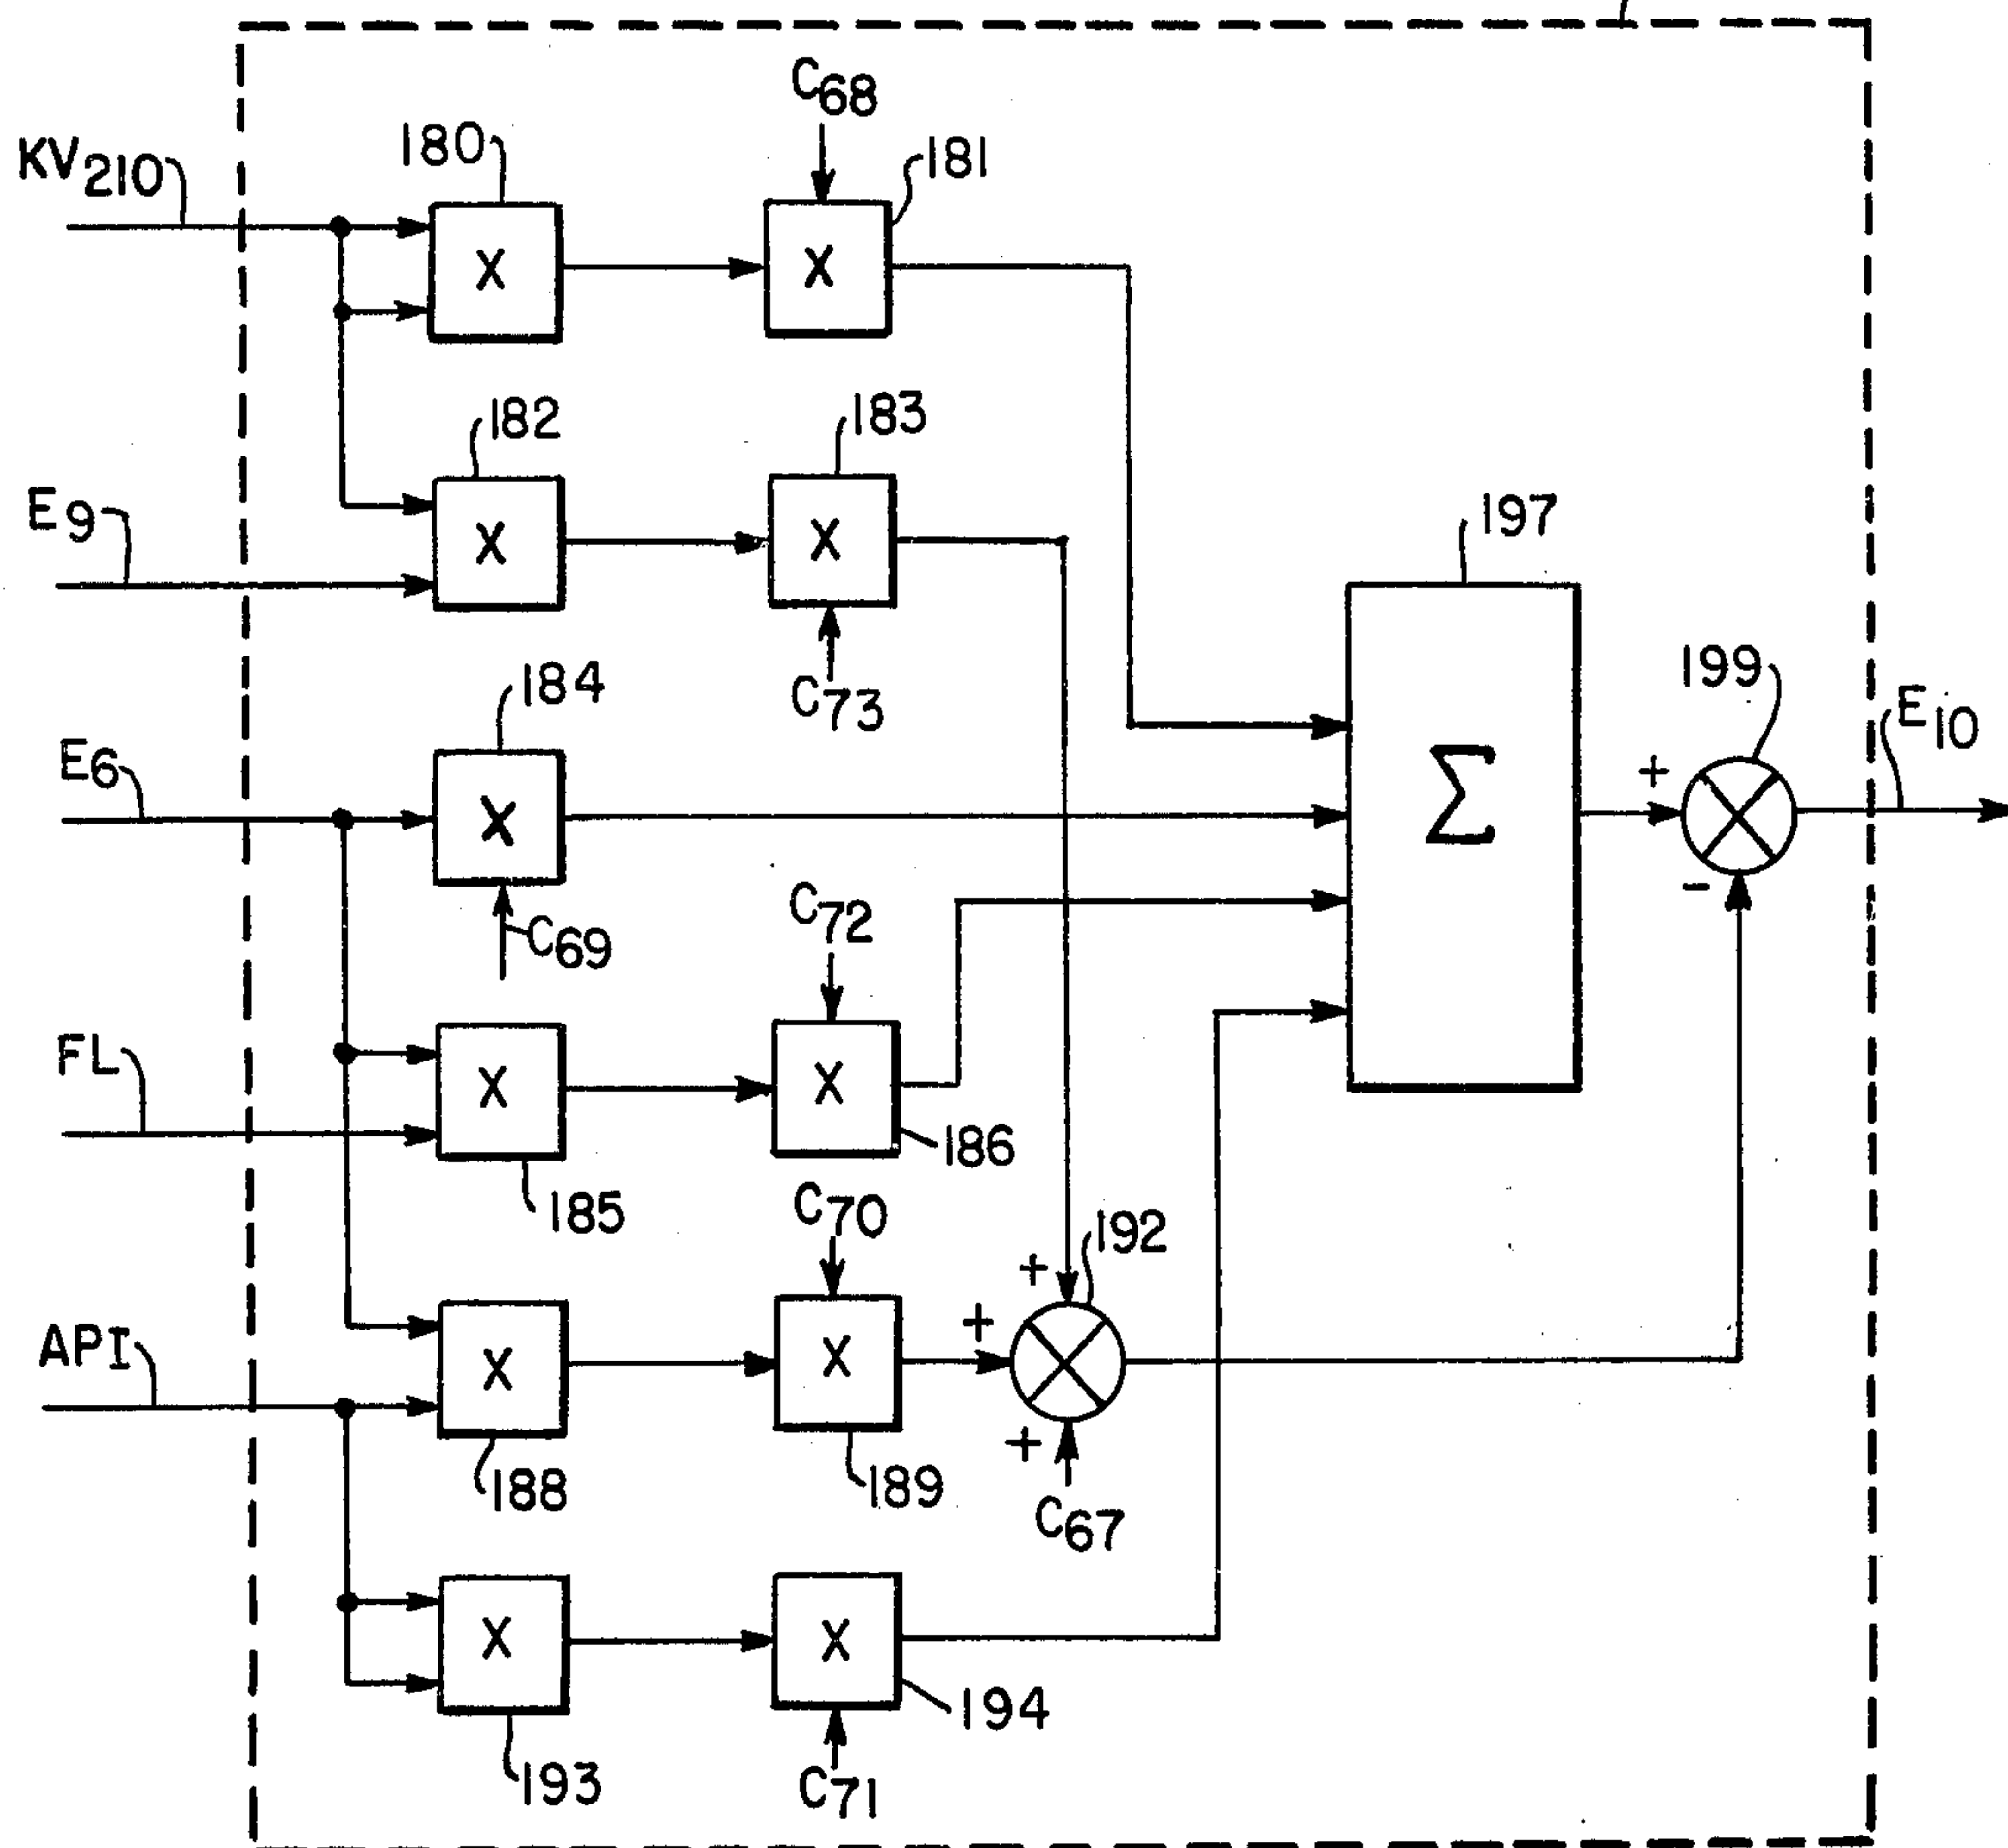 C68
180
KV210
181
X
X
183
182
E9
X
X
197
184
C73
199
E10
E6
X
Σ
+
-
C72
C69
FL
X
X
186
185
C70
192
+
API
X
X
+
+
188
189
C67
X
X
194
193
C71